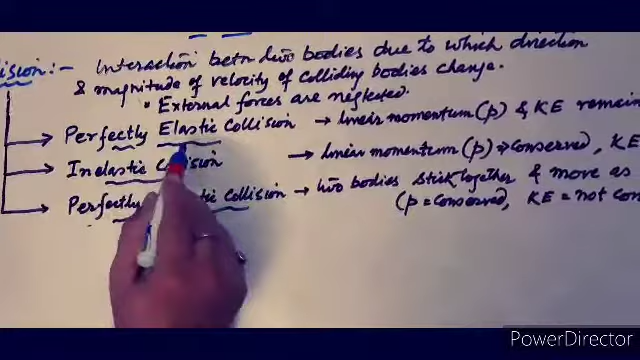 ision :- Interaction betn two bodies due to which direction
& magnitude of velocity of colliding bodies change.
• External forces are neglected.
Perfectly Elastic Collision → linear momentum (p) & KE remain
Inelastic Collision → linear momentum (p) → conserved, KE
Perfectly tic Collision → two bodies stick together & move as
(p = conserved, KE = not con
PowerDirector